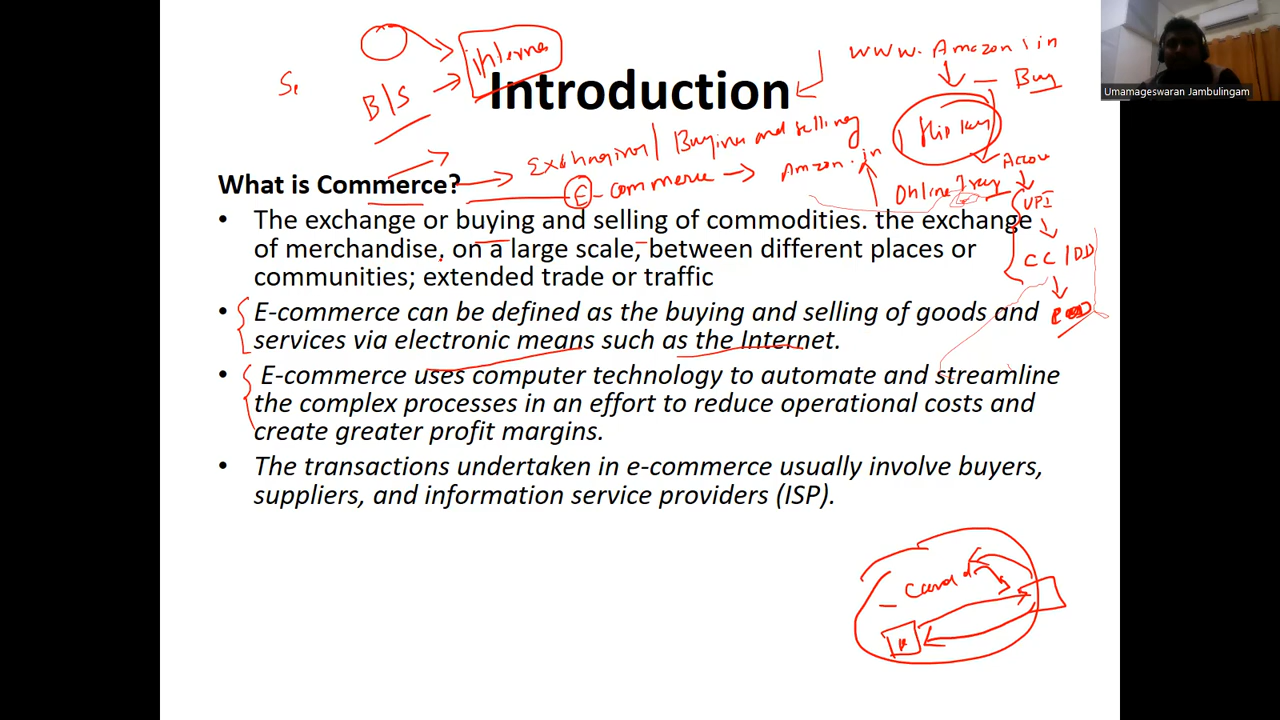 www. Amazon.in
Buy
Interne
Introduction
B/S
flipkar
Exchanging / Buying and selling
E-commerce → Amazon.in
Online
UPI
CC/DD
What is Commerce?
• The exchange or buying and selling of commodities. the exchange
of merchandise, on a large scale, between different places or
communities; extended trade or traffic
• E-commerce can be defined as the buying and selling of goods and
services via electronic means such as the Internet.
• E-commerce uses computer technology to automate and streamline
the complex processes in an effort to reduce operational costs and
create greater profit margins.
• The transactions undertaken in e-commerce usually involve buyers,
suppliers, and information service providers (ISP).
Umamageswaran Jambulingam